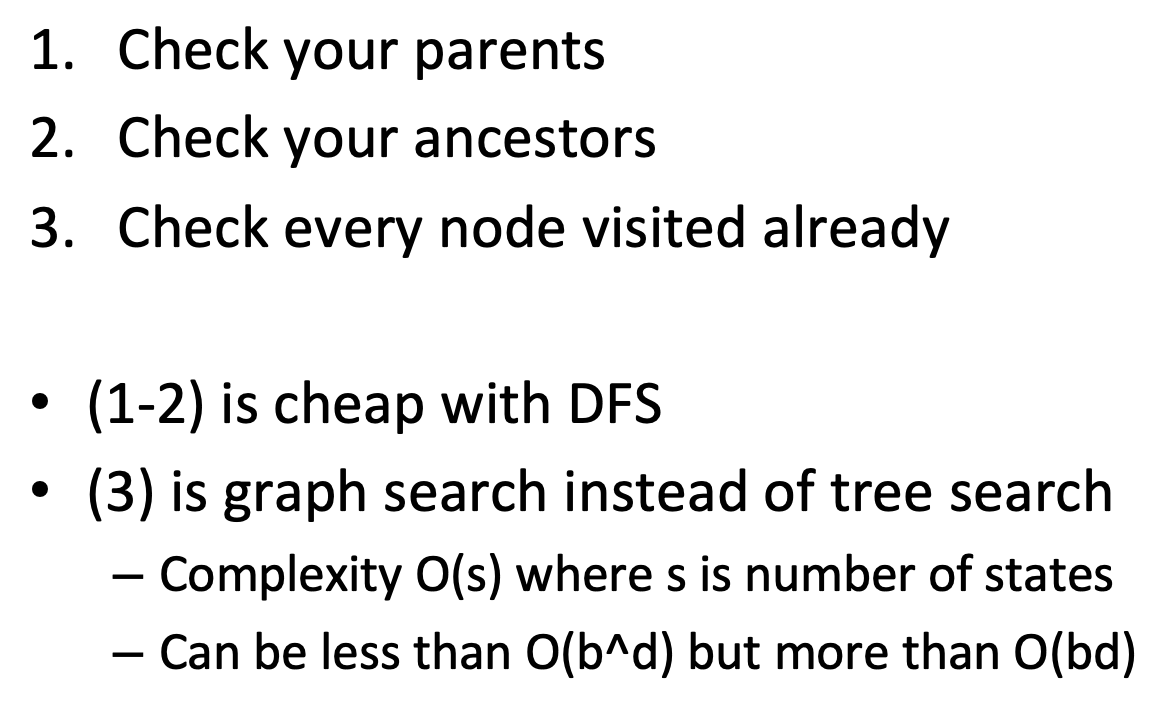 1. Check your parents
2. Check your ancestors
3. Check every node visited already
• (1-2) is cheap with DFS
• (3) is graph search instead of tree search
– Complexity O(s) where s is number of states
– Can be less than O(b^d) but more than O(bd)